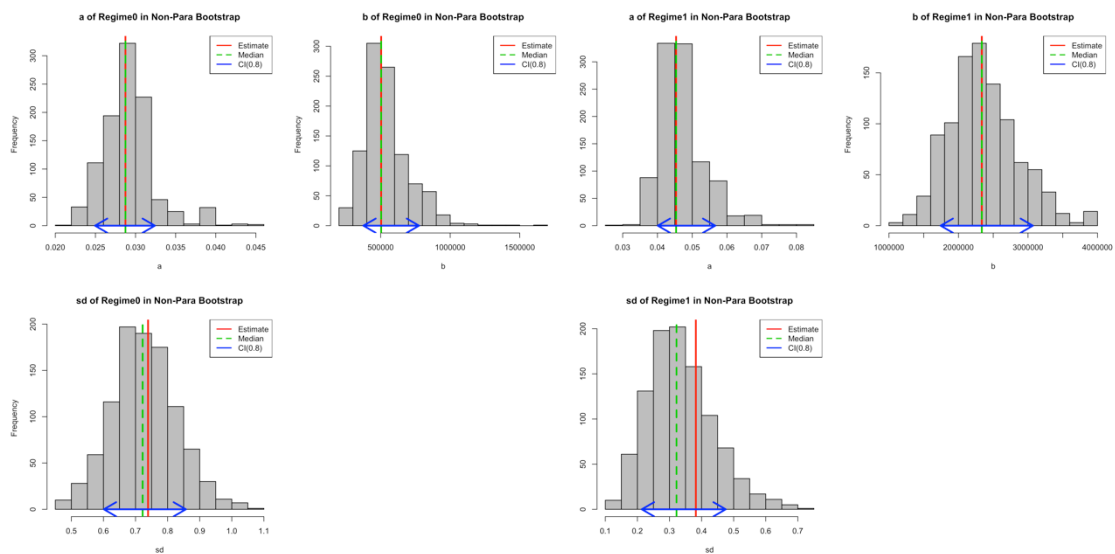 a of Regime0 in Non-Para Bootstrap
Estimate
Median
CI(0.8)
Frequency
0 50 100 150 200 250 300
0.020 0.025 0.030 0.035 0.040 0.045
a
b of Regime0 in Non-Para Bootstrap
Estimate
Median
CI(0.8)
0 50 100 150 200 250 300
500000 1000000 1500000
b
a of Regime1 in Non-Para Bootstrap
Estimate
Median
CI(0.8)
Frequency
0 50 100 150 200 250 300
0.03 0.04 0.05 0.06 0.07 0.08
a
b of Regime1 in Non-Para Bootstrap
Estimate
Median
CI(0.8)
0 50 100 150
1000000 2000000 3000000 4000000
b
sd of Regime0 in Non-Para Bootstrap
Estimate
Median
CI(0.8)
Frequency
0 50 100 150 200
0.5 0.6 0.7 0.8 0.9 1.0 1.1
sd
sd of Regime1 in Non-Para Bootstrap
Estimate
Median
CI(0.8)
Frequency
0 50 100 150 200
0.1 0.2 0.3 0.4 0.5 0.6 0.7
sd